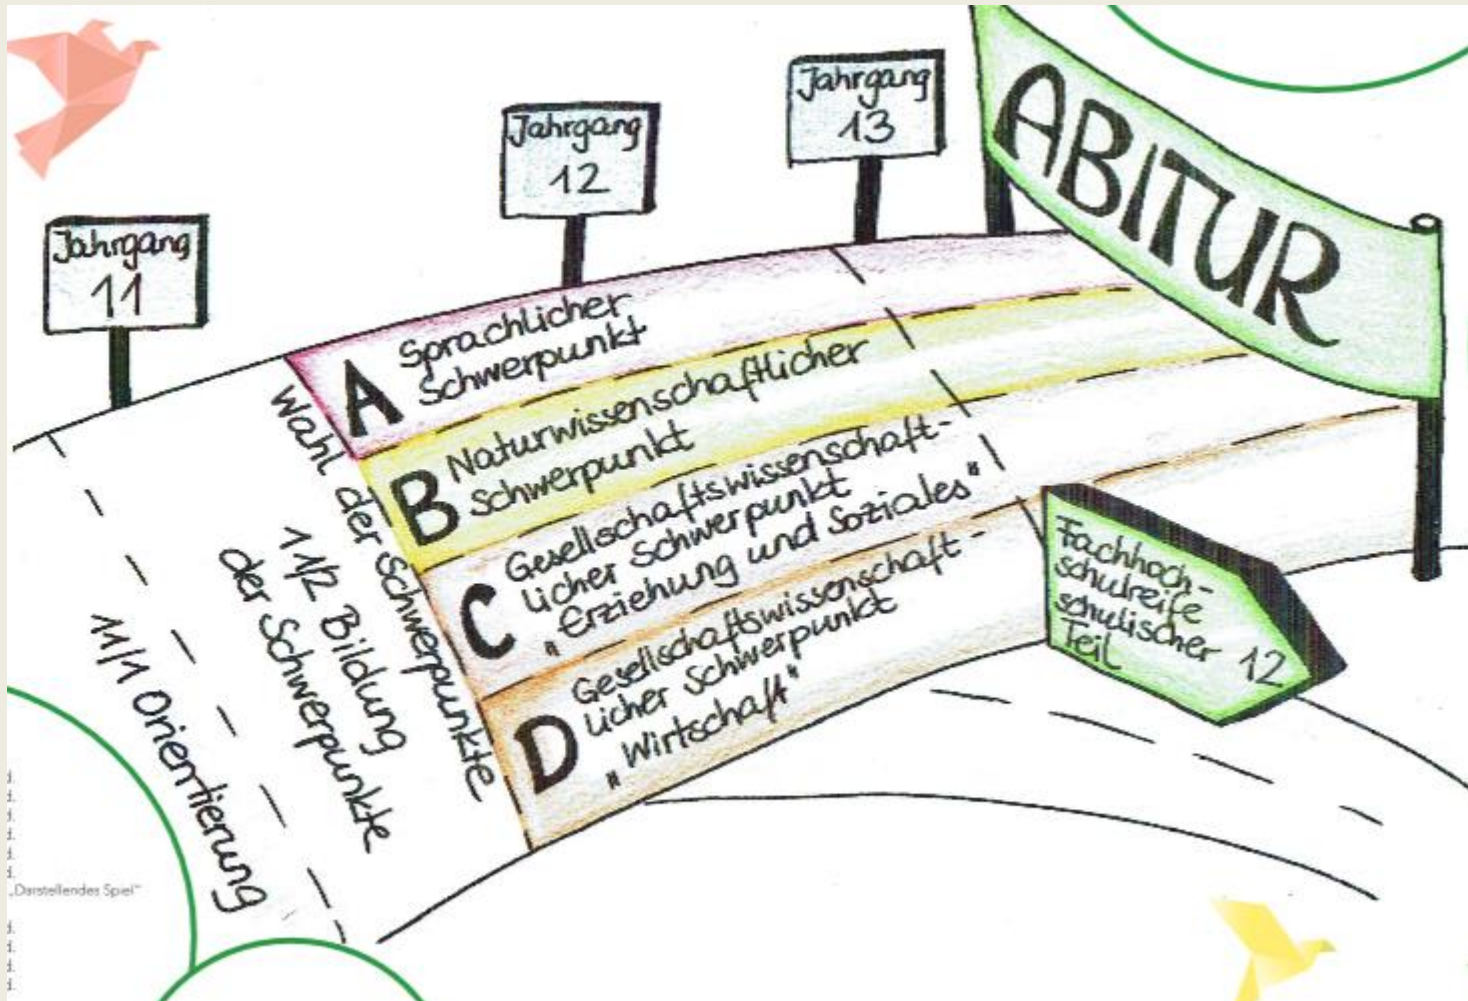 Jahrgang
11
Jahrgang
12
Jahrgang
13
ABITUR
11/1 Orientierung
11/2 Bildung
der Schwerpunkte
Wahl der Schwerpunkte
A
Sprachlicher
Schwerpunkt
B
Naturwissenschaftlicher
Schwerpunkt
C
Gesellschaftswissenschaft-
licher Schwerpunkt
„Erziehung und Soziales"
D
Gesellschaftswissenschaft-
licher Schwerpunkt
„Wirtschaft"
Fachhoch-
schulreife
schulischer
Teil 12
„Darstellendes Spiel"